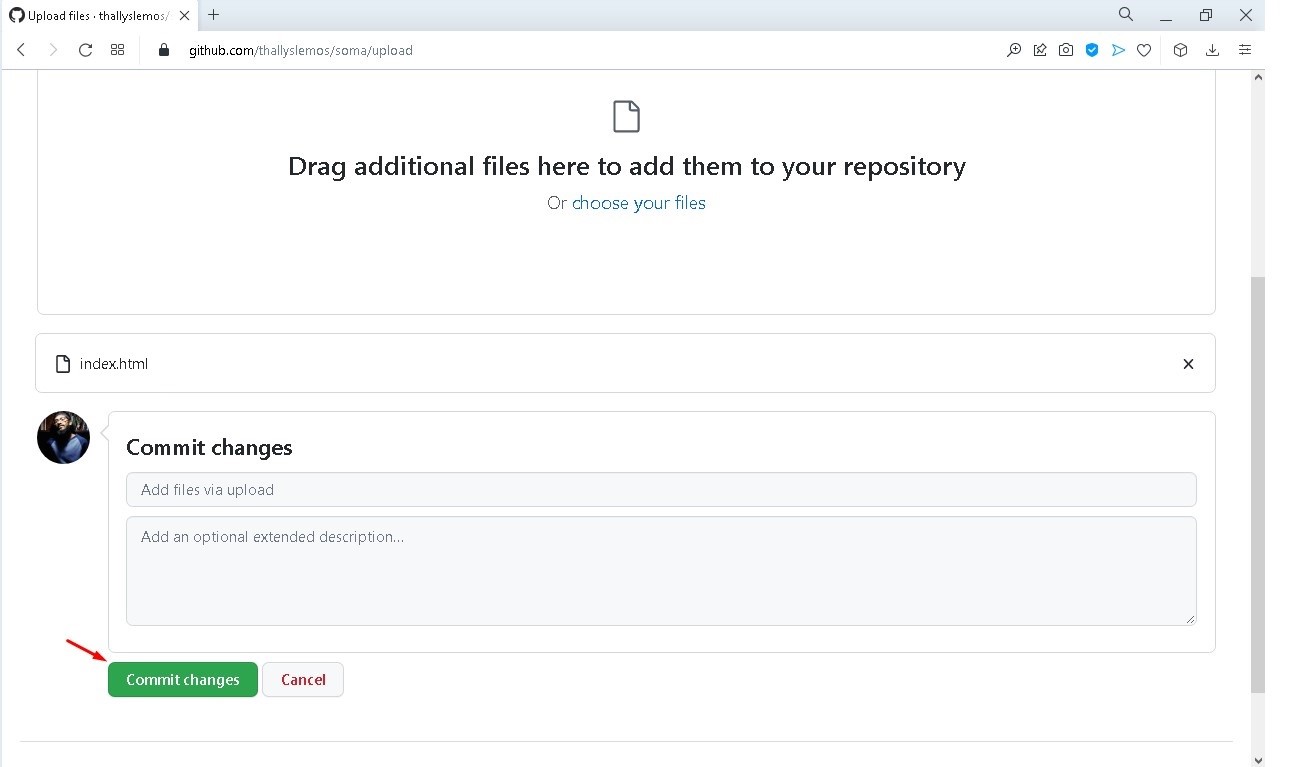 Upload files · thallyslemos/
github.com/thallyslemos/soma/upload
Drag additional files here to add them to your repository
Or choose your files
index.html
Commit changes
Add files via upload
Add an optional extended description...
Commit changes
Cancel